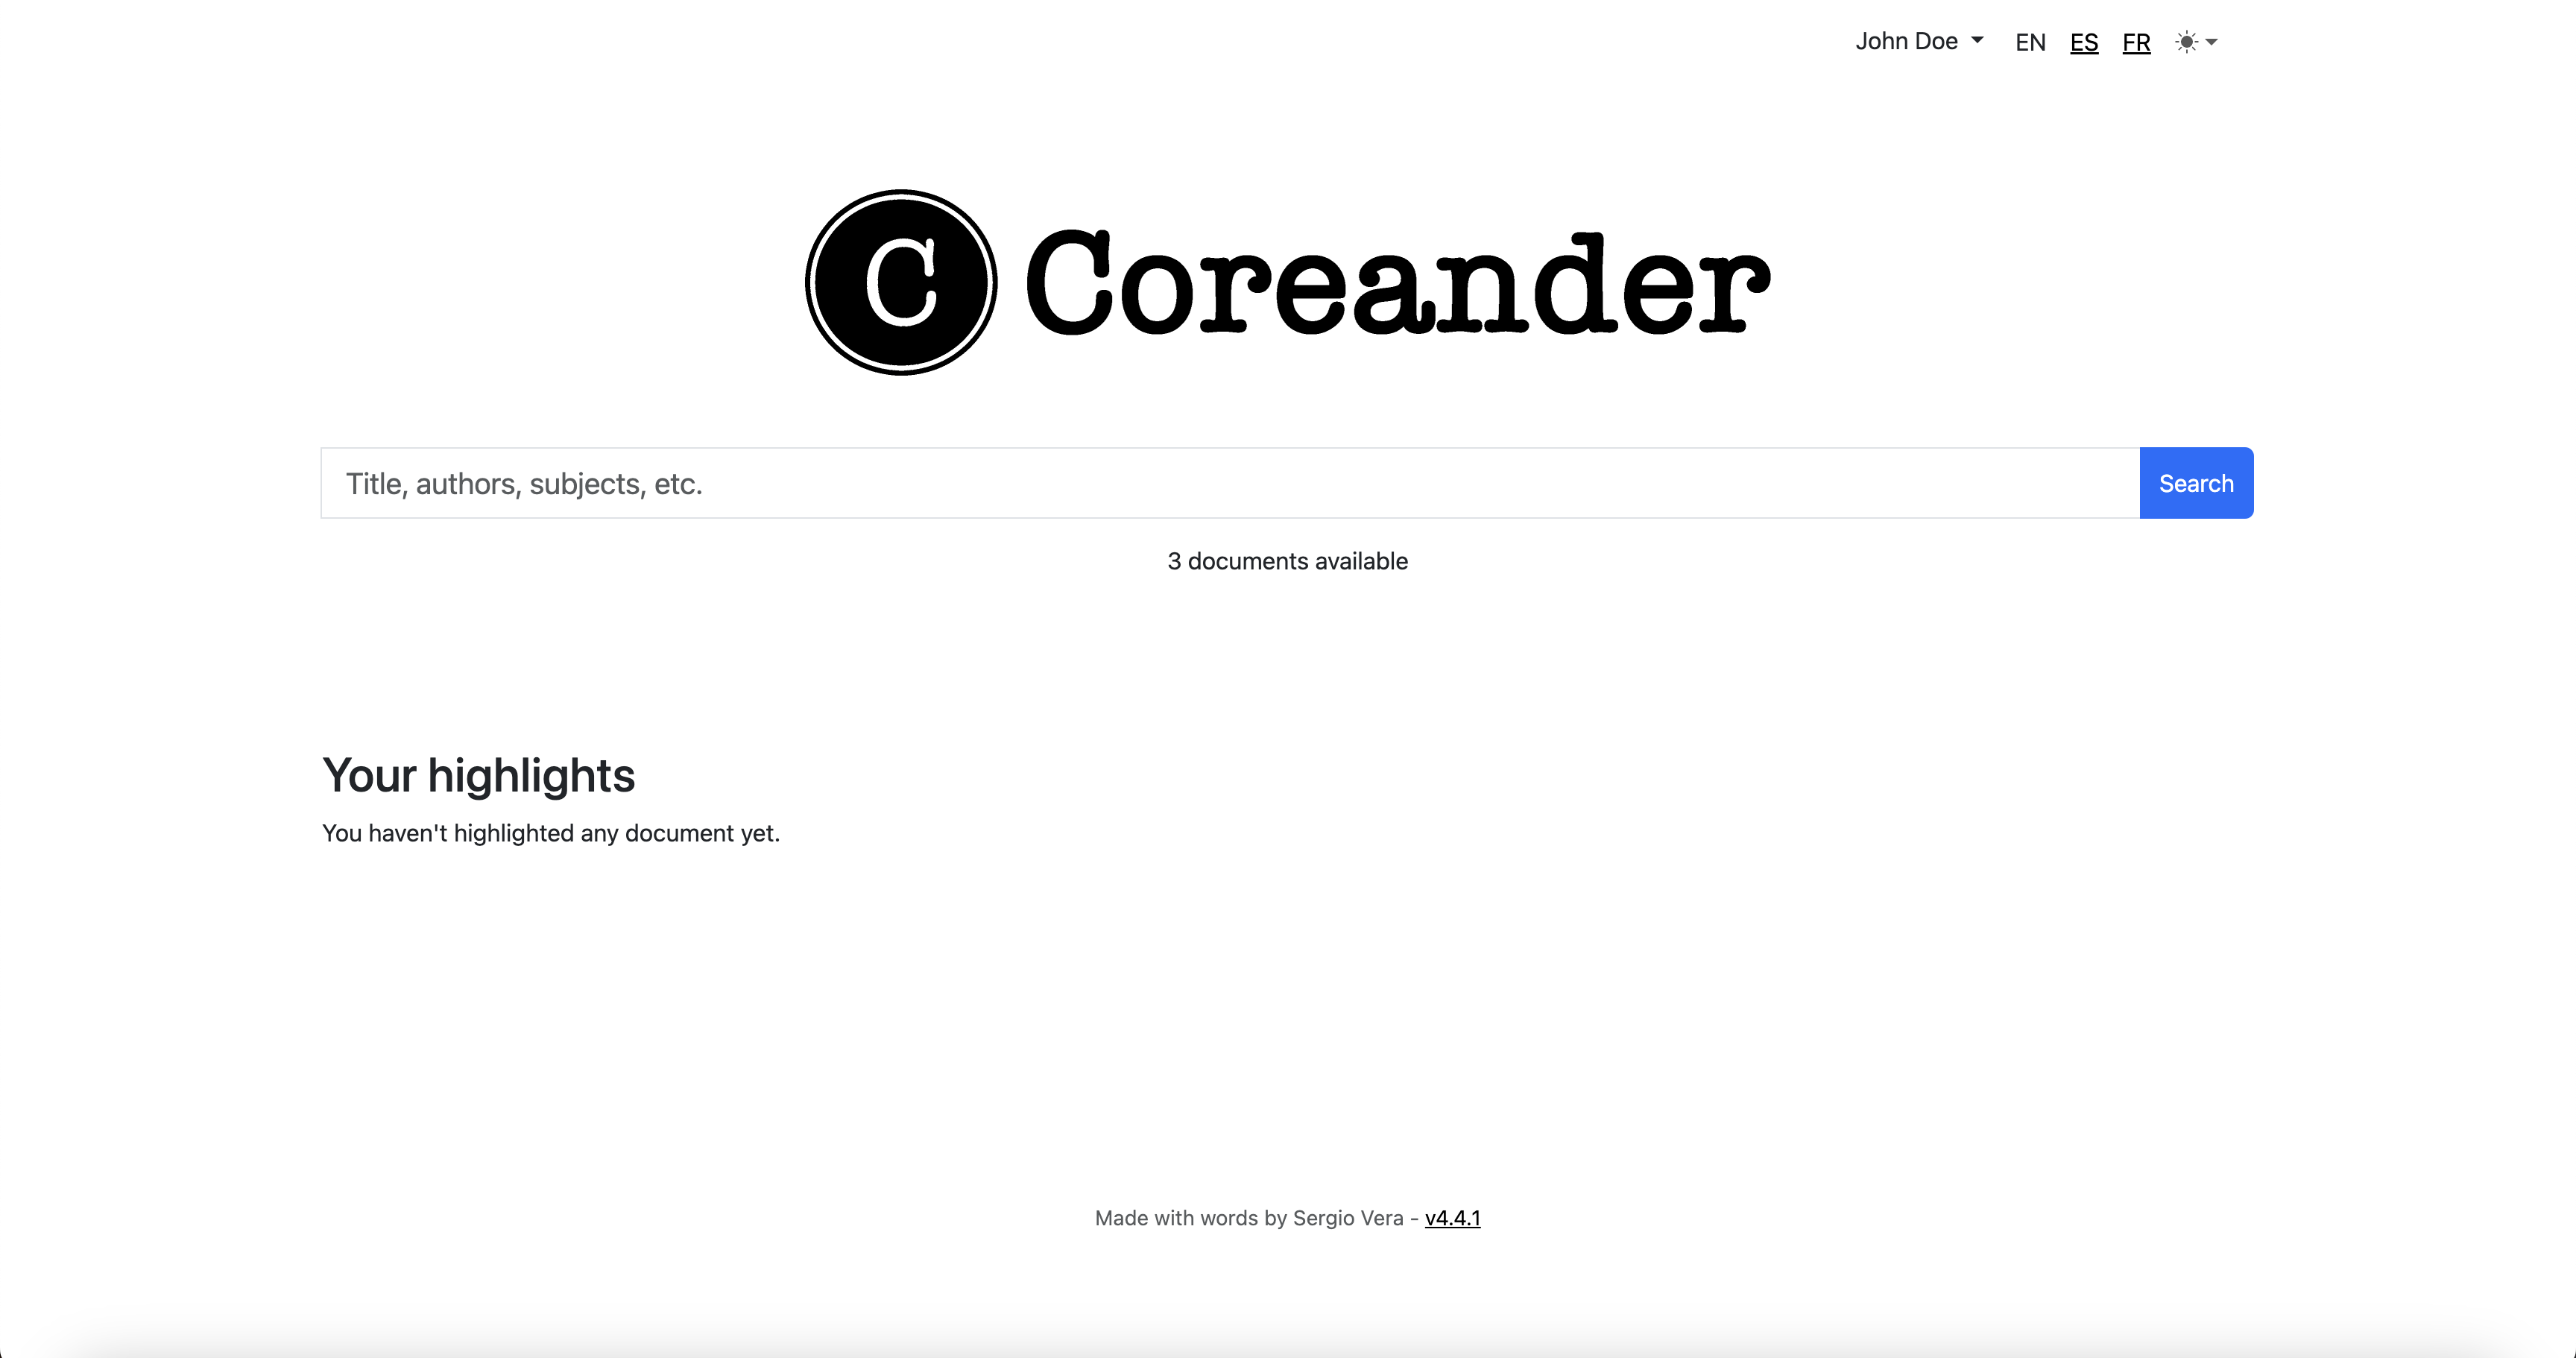 John Doe EN ES FR
C Coreander
Title, authors, subjects, etc. Search
3 documents available
Your highlights
You haven't highlighted any document yet.
Made with words by Sergio Vera - v4.4.1